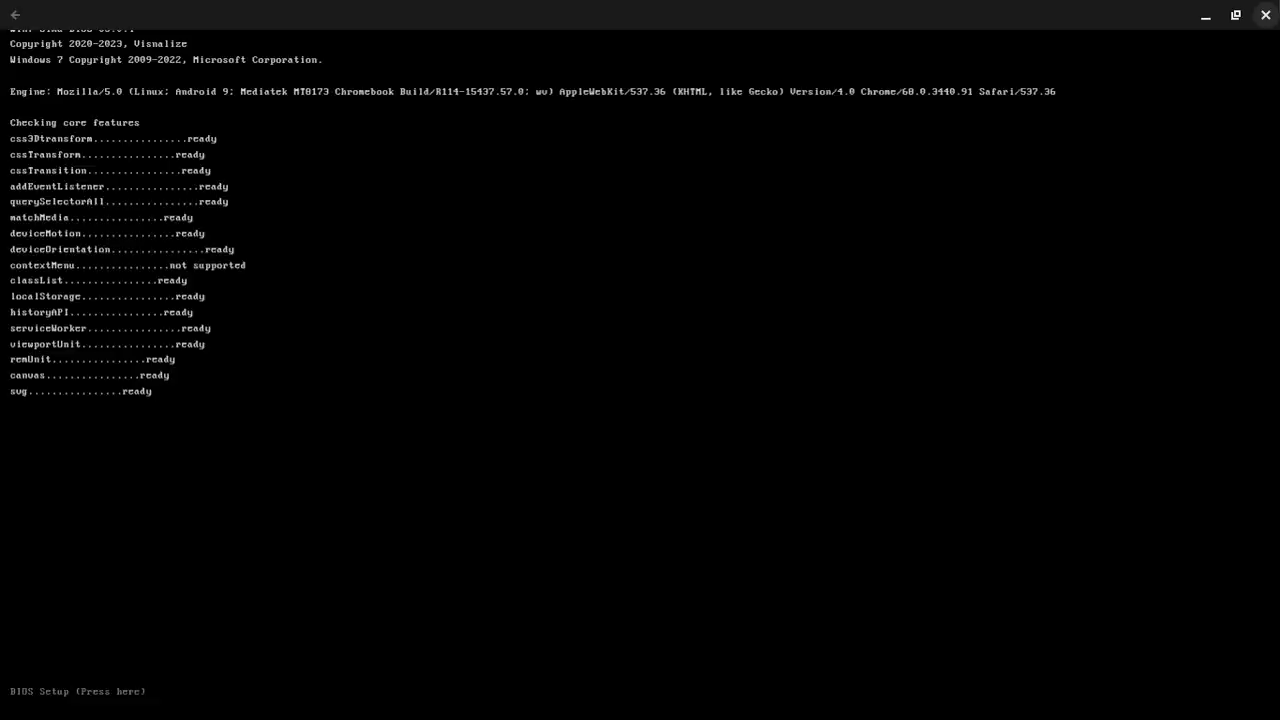 Copyright 2020-2023, Visnalize
Windows 7 Copyright 2009-2022, Microsoft Corporation.
Engine: Mozilla/5.0 (Linux; Android 9; Mediatek MT8173 Chromebook Build/R114-15437.57.0; wv) AppleWebKit/537.36 (KHTML, like Gecko) Version/4.0 Chrome/68.0.3440.91 Safari/537.36
Checking core features
css3Dtransform................ready
cssTransform................ready
cssTransition................ready
addEventListener................ready
querySelectorAll................ready
matchMedia................ready
deviceMotion................ready
deviceOrientation................ready
contextMenu................not supported
classList................ready
localStorage................ready
historyAPI................ready
serviceWorker................ready
viewportUnit................ready
remUnit................ready
canvas................ready
svg................ready
BIOS Setup (Press here)